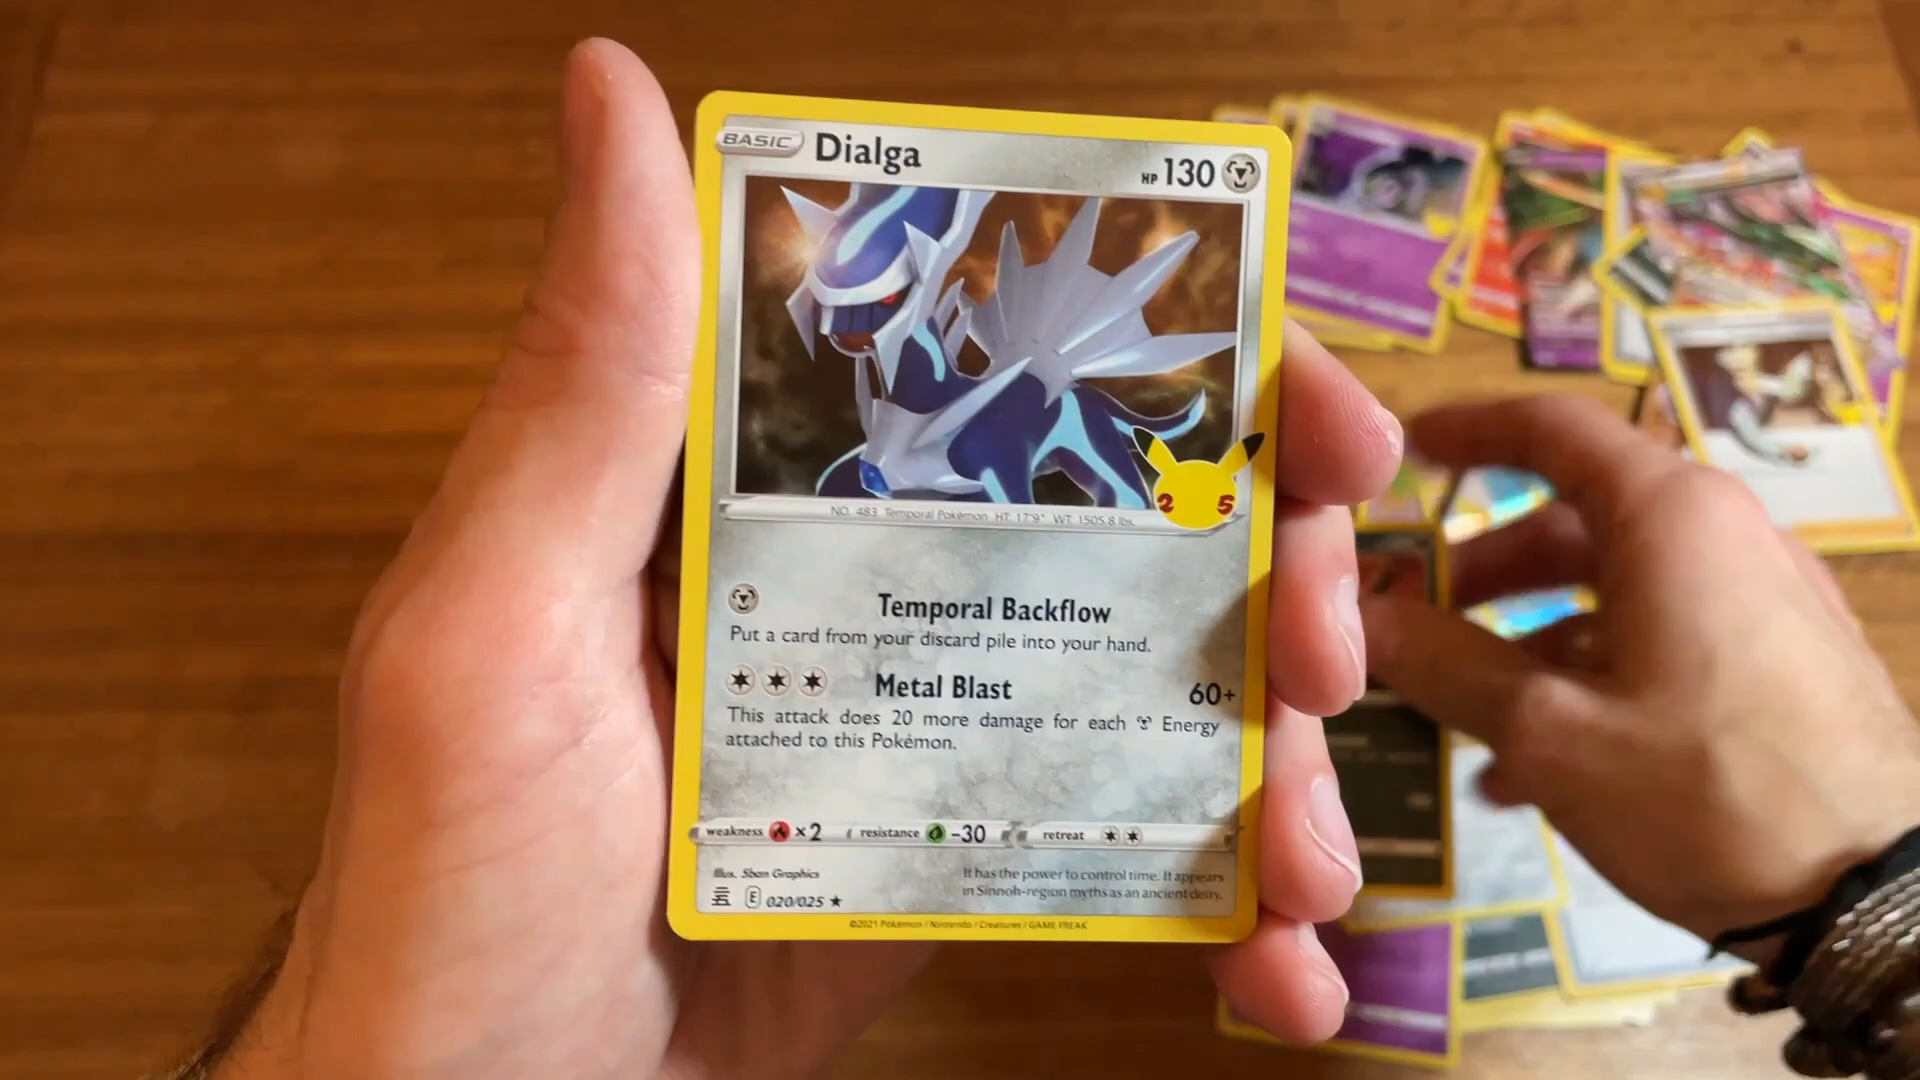 BASIC Dialga HP 130
NO. 483 Temporal Pokémon HT: 17'9" WT: 1505.8 lbs.
2 5
Temporal Backflow
Put a card from your discard pile into your hand.
Metal Blast 60+
This attack does 20 more damage for each Energy
attached to this Pokémon.
weakness ×2 resistance -30 retreat
Illus. 5ban Graphics
It has the power to control time. It appears
in Sinnoh-region myths as an ancient deity.
E 020/025 ★
©2021 Pokémon / Nintendo / Creatures / GAME FREAK